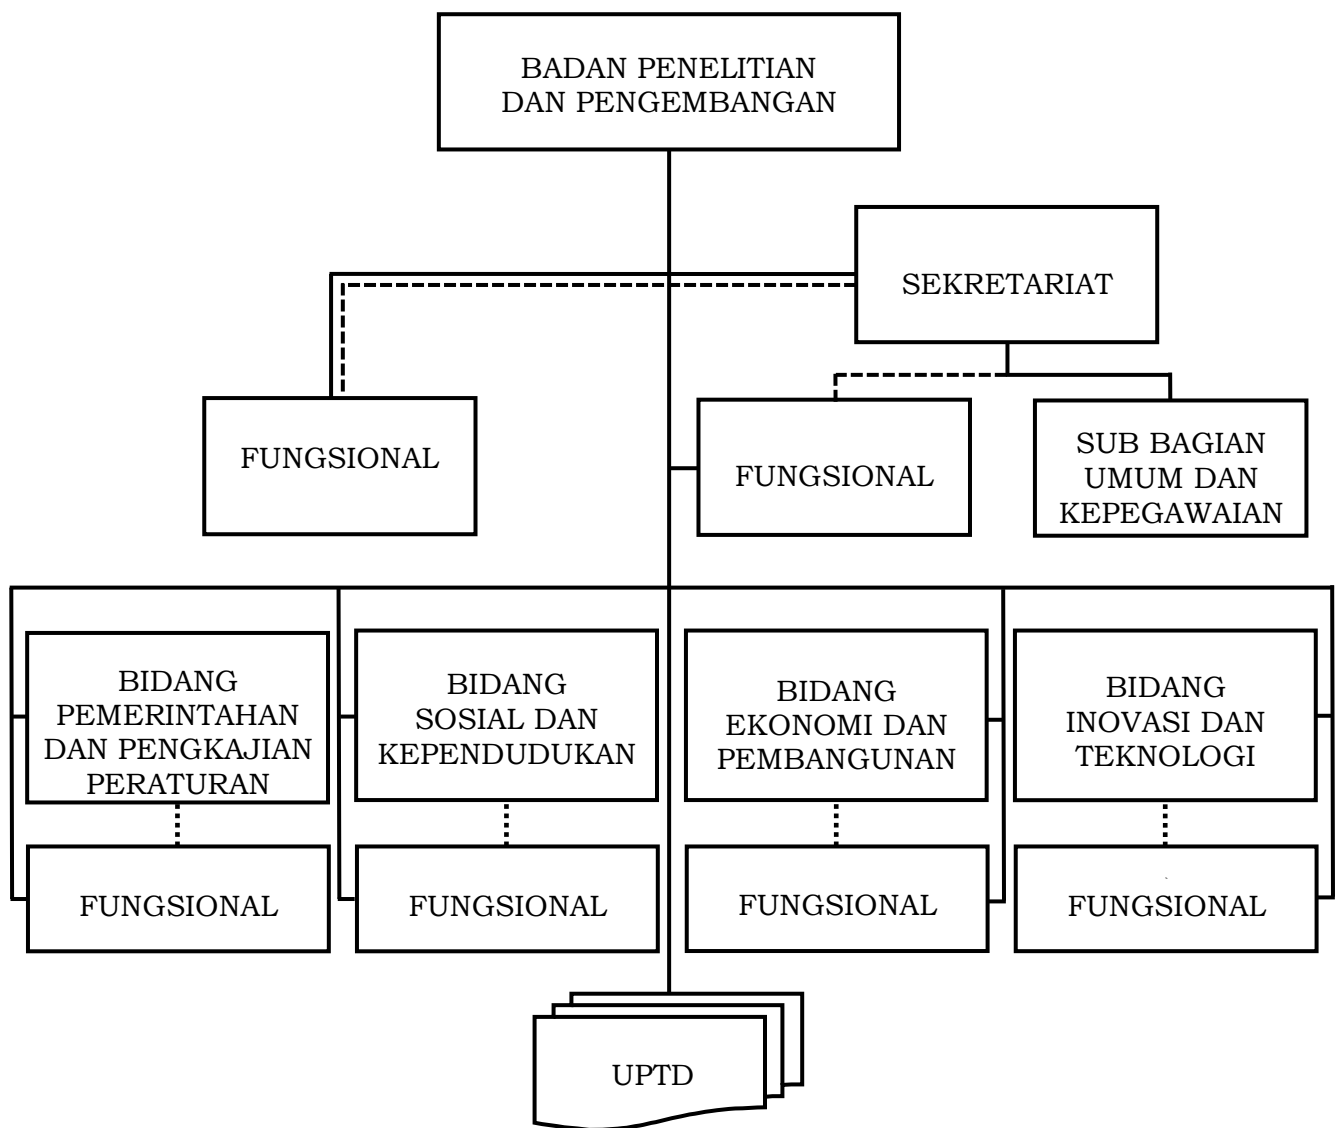 BADAN PENELITIAN
DAN PENGEMBANGAN
SEKRETARIAT
FUNGSIONAL
FUNGSIONAL
SUB BAGIAN
UMUM DAN
KEPEGAWAIAN
BIDANG
PEMERINTAHAN
DAN PENGKAJIAN
PERATURAN
BIDANG
SOSIAL DAN
KEPENDUDUKAN
BIDANG
EKONOMI DAN
PEMBANGUNAN
BIDANG
INOVASI DAN
TEKNOLOGI
FUNGSIONAL
FUNGSIONAL
FUNGSIONAL
FUNGSIONAL
UPTD